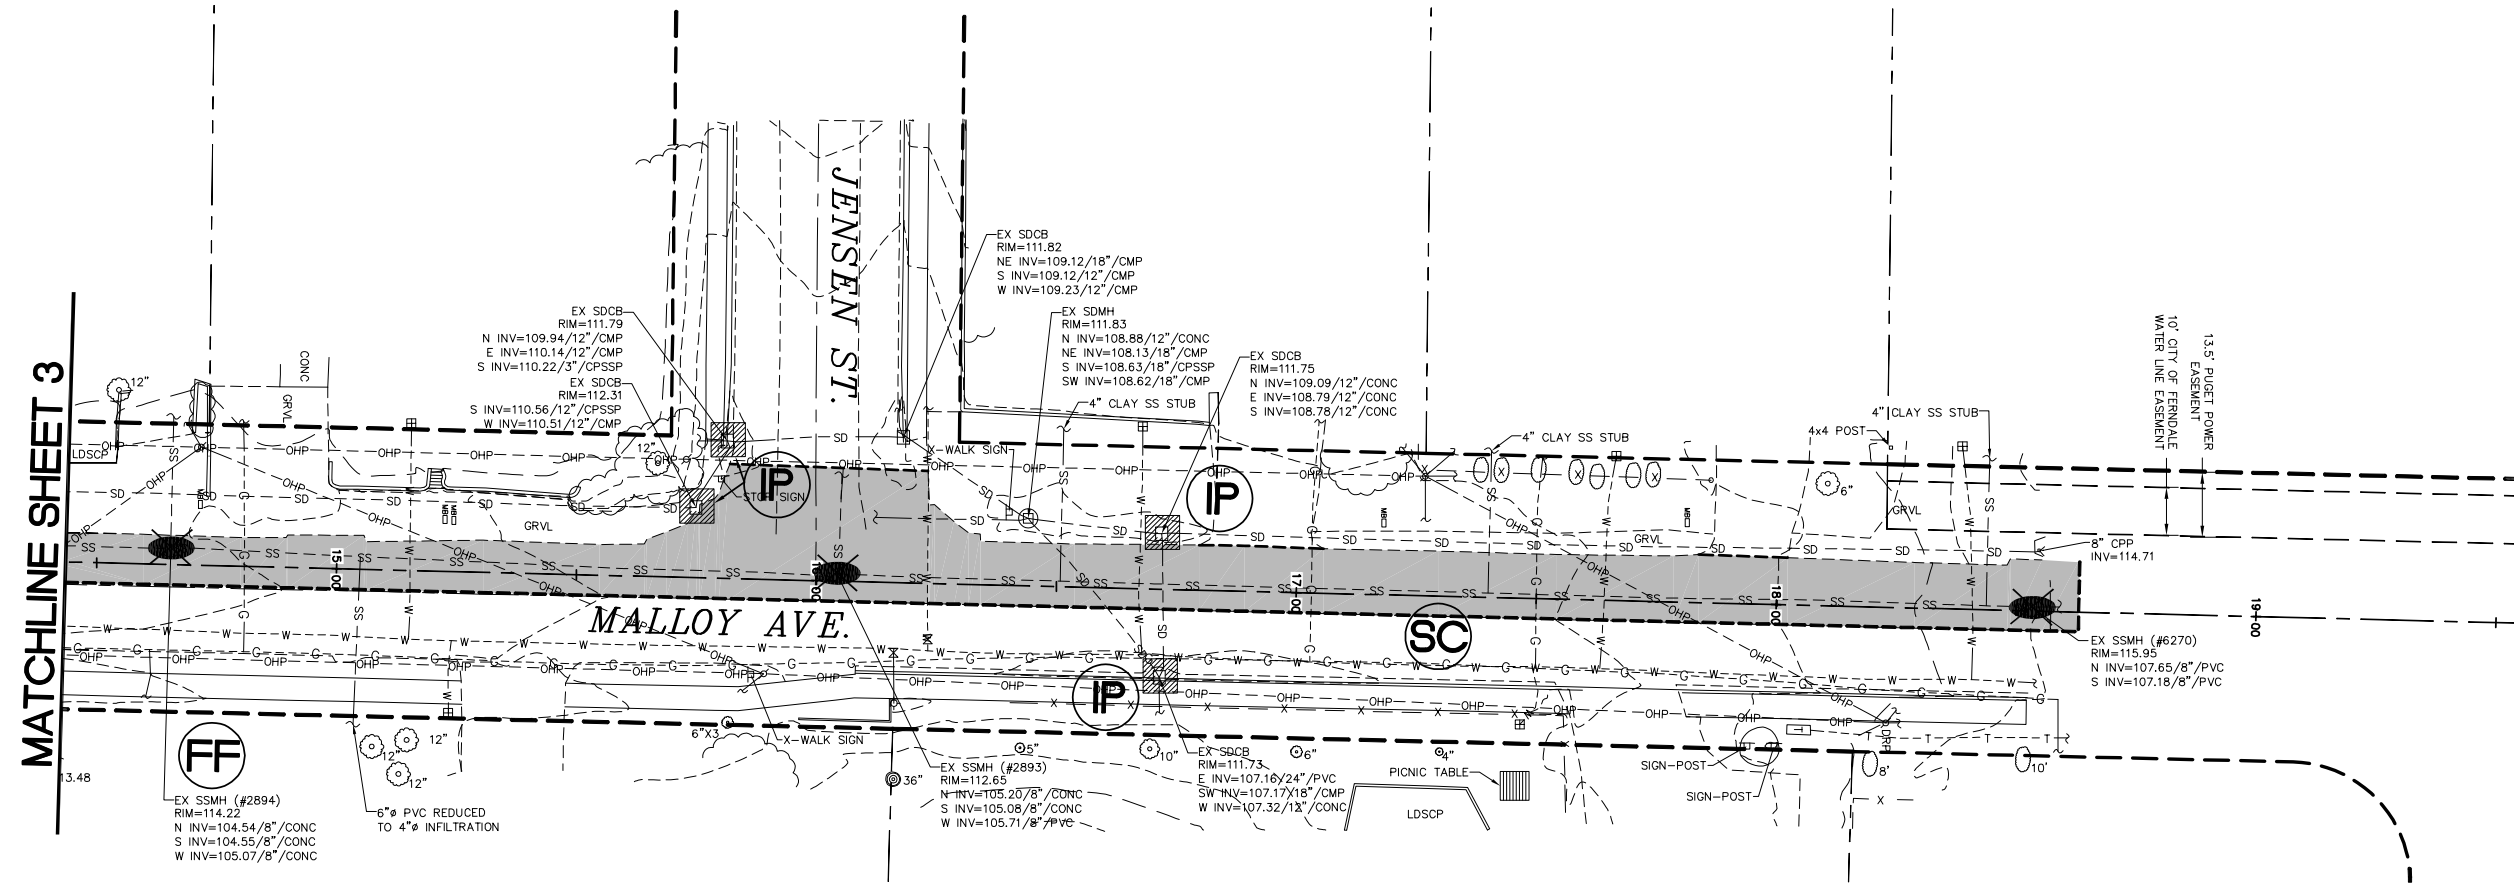 MATCHLINE SHEET 3
JENSEN ST.
MALLOY AVE.
EX SDCB
RIM=111.82
NE INV=109.12/18"/CMP
S INV=109.12/12"/CMP
W INV=109.23/12"/CMP
EX SDCB
RIM=111.79
N INV=109.94/12"/CMP
E INV=110.14/12"/CMP
S INV=110.22/3"/CPSSP
EX SDCB
RIM=112.31
S INV=110.56/12"/CPSSP
W INV=110.51/12"/CMP
EX SDMH
RIM=111.83
N INV=108.88/12"/CONC
NE INV=108.13/18"/CMP
S INV=108.63/18"/CPSSP
SW INV=108.62/18"/CMP
EX SDCB
RIM=111.75
N INV=109.09/12"/CONC
E INV=108.79/12"/CONC
S INV=108.78/12"/CONC
4" CLAY SS STUB
4" CLAY SS STUB
4" CLAY SS STUB
4x4 POST
10' CITY OF FERNDALE
WATER LINE EASEMENT
13.5' PUGET POWER
EASEMENT
CONC
GRVL
12"
LDSCP
12"
X-WALK SIGN
STOP SIGN
IP
IP
GRVL
GRVL
GRVL
6"
8" CPP
INV=114.71
15+00
17+00
18+00
19+00
SC
IP
FF
EX SSMH (#6270)
RIM=115.95
N INV=107.65/8"/PVC
S INV=107.18/8"/PVC
13.48
EX SSMH (#2894)
RIM=114.22
N INV=104.54/8"/CONC
S INV=104.55/8"/CONC
W INV=105.07/8"/CONC
6"ø PVC REDUCED
TO 4"ø INFILTRATION
12"
12"
12"
6"X3
X-WALK SIGN
36"
EX SSMH (#2893)
RIM=112.65
N INV=105.20/8"/CONC
S INV=105.08/8"/CONC
W INV=105.71/8"/PVC
5"
10"
EX SDCB
RIM=111.73
E INV=107.16/24"/PVC
SW INV=107.17/18"/CMP
W INV=107.32/12"/CONC
6"
4"
PICNIC TABLE
LDSCP
SIGN-POST
SIGN-POST
8'
10'